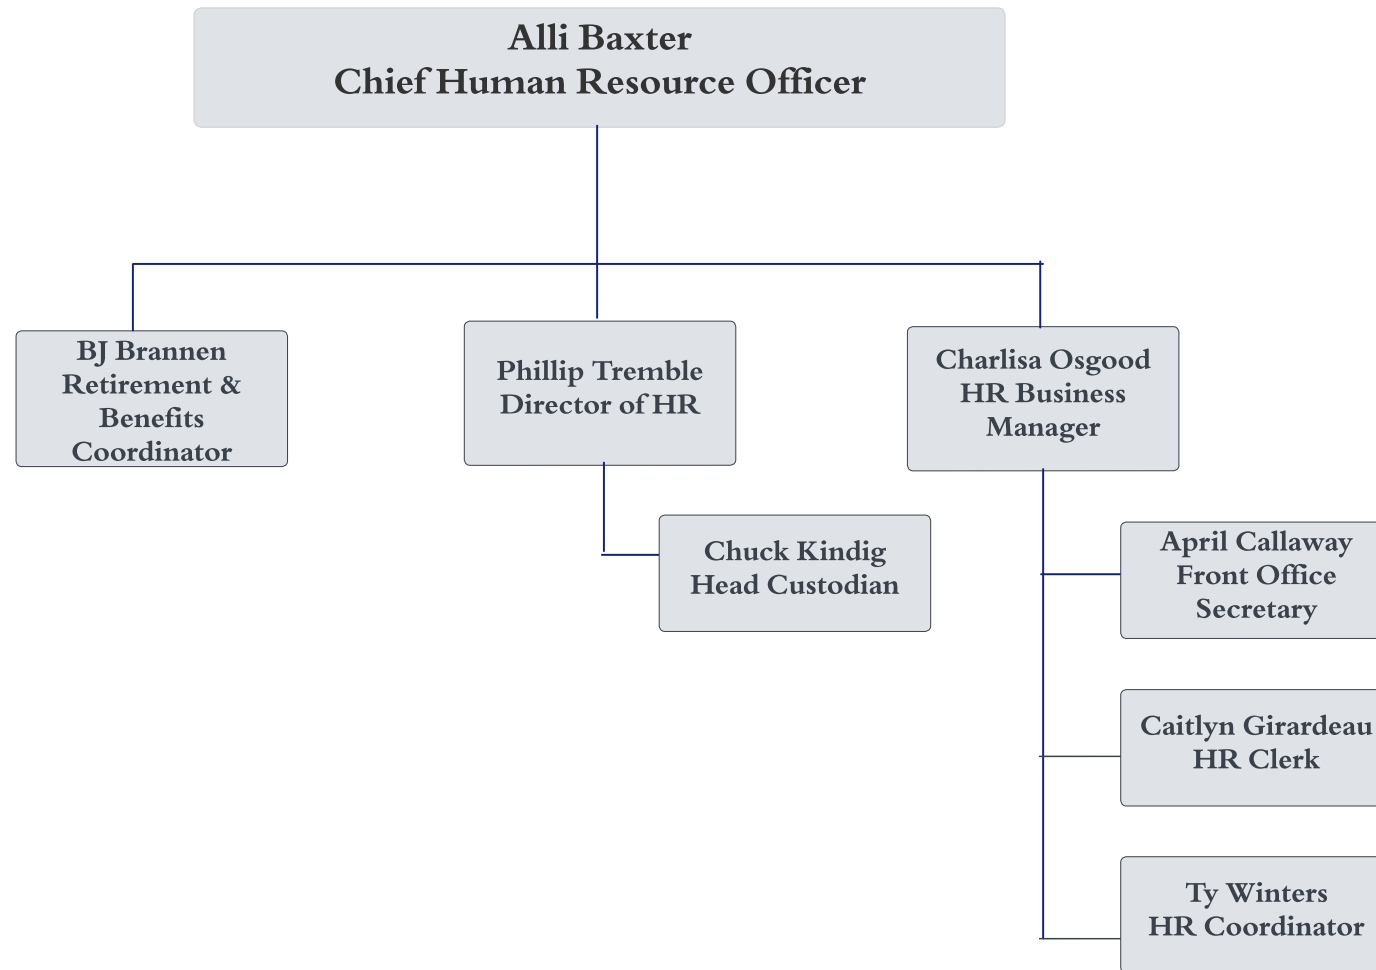 Alli Baxter
Chief Human Resource Officer
BJ Brannen
Retirement &
Benefits
Coordinator
Phillip Tremble
Director of HR
Charlisa Osgood
HR Business
Manager
Chuck Kindig
Head Custodian
April Callaway
Front Office
Secretary
Caitlyn Girardeau
HR Clerk
Ty Winters
HR Coordinator